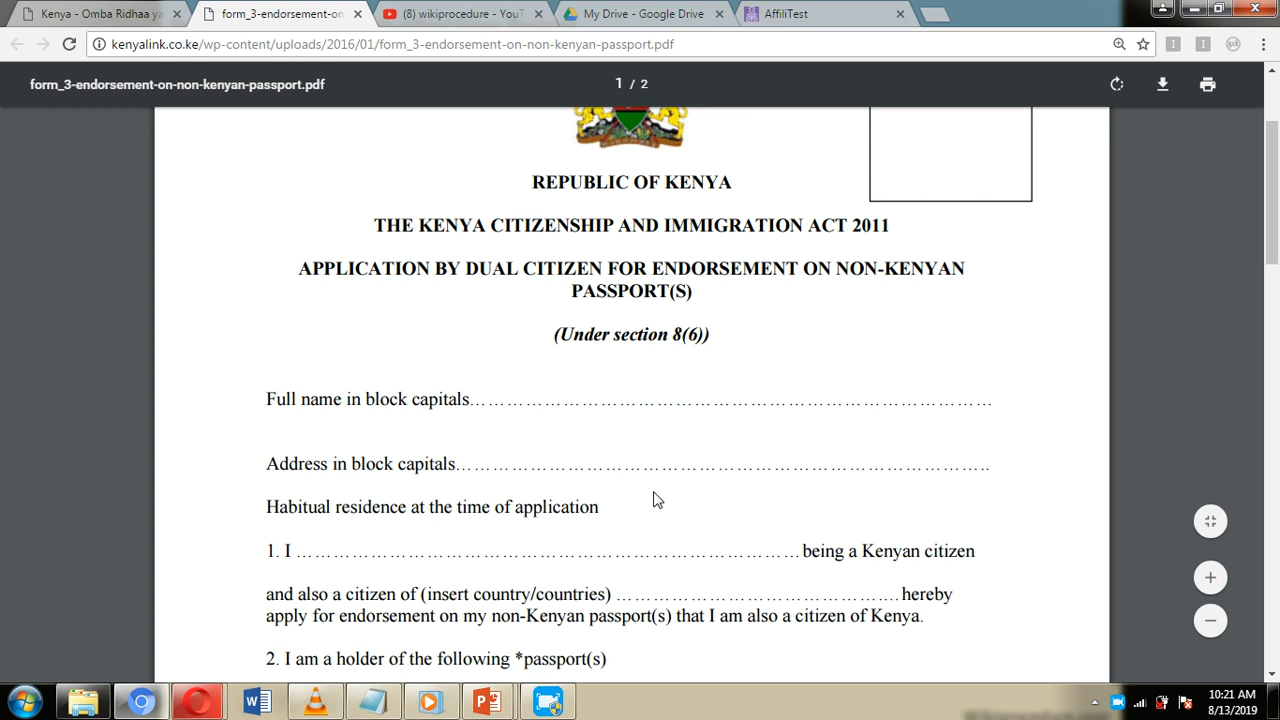 Kenya - Omba Ridhaa ya
form_3-endorsement-on
(8) wikiprocedure - YouT
My Drive - Google Drive
AffiliTest
kenyalink.co.ke/wp-content/uploads/2016/01/form_3-endorsement-on-non-kenyan-passport.pdf
form_3-endorsement-on-non-kenyan-passport.pdf
1 / 2
REPUBLIC OF KENYA
THE KENYA CITIZENSHIP AND IMMIGRATION ACT 2011
APPLICATION BY DUAL CITIZEN FOR ENDORSEMENT ON NON-KENYAN
PASSPORT(S)
(Under section 8(6))
Full name in block capitals……………………………………………………………………………
Address in block capitals…………………………………………………………………………..
Habitual residence at the time of application
1. I ……………………………………………………………………… being a Kenyan citizen
and also a citizen of (insert country/countries) ……………………………………….… hereby
apply for endorsement on my non-Kenyan passport(s) that I am also a citizen of Kenya.
2. I am a holder of the following *passport(s)
10:21 AM
8/13/2019